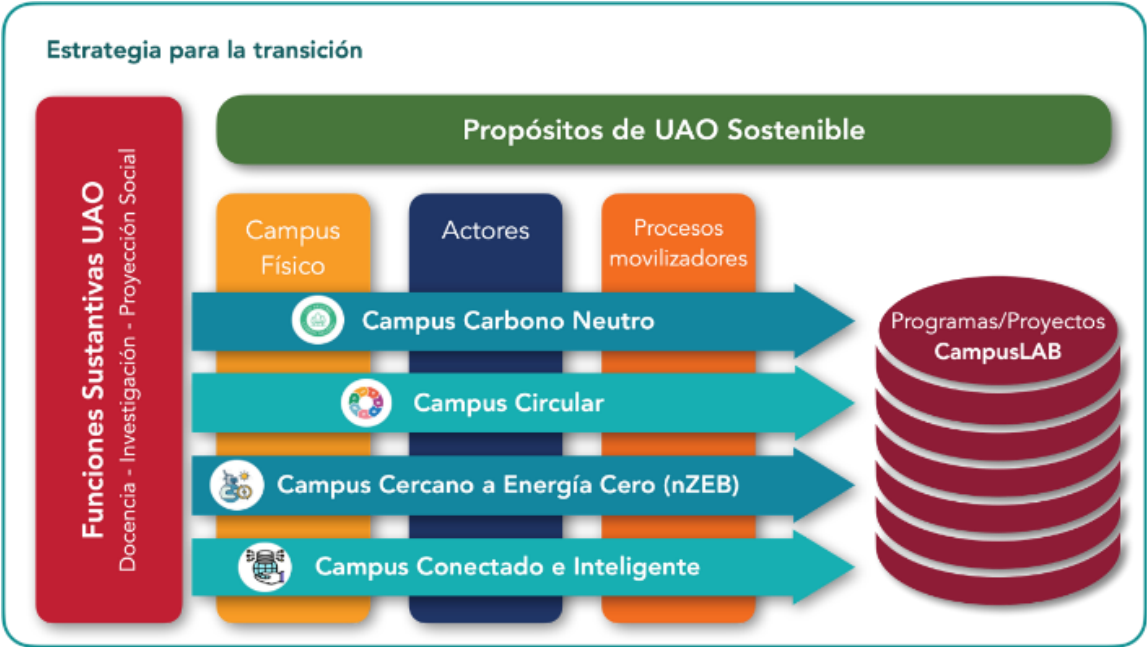 Estrategia para la transición
Funciones Sustantivas UAO
Docencia - Investigación - Proyección Social
Propósitos de UAO Sostenible
Campus
Físico
Actores
Procesos
movilizadores
Campus Carbono Neutro
Campus Circular
Campus Cercano a Energía Cero (nZEB)
Campus Conectado e Inteligente
Programas/Proyectos
CampusLAB